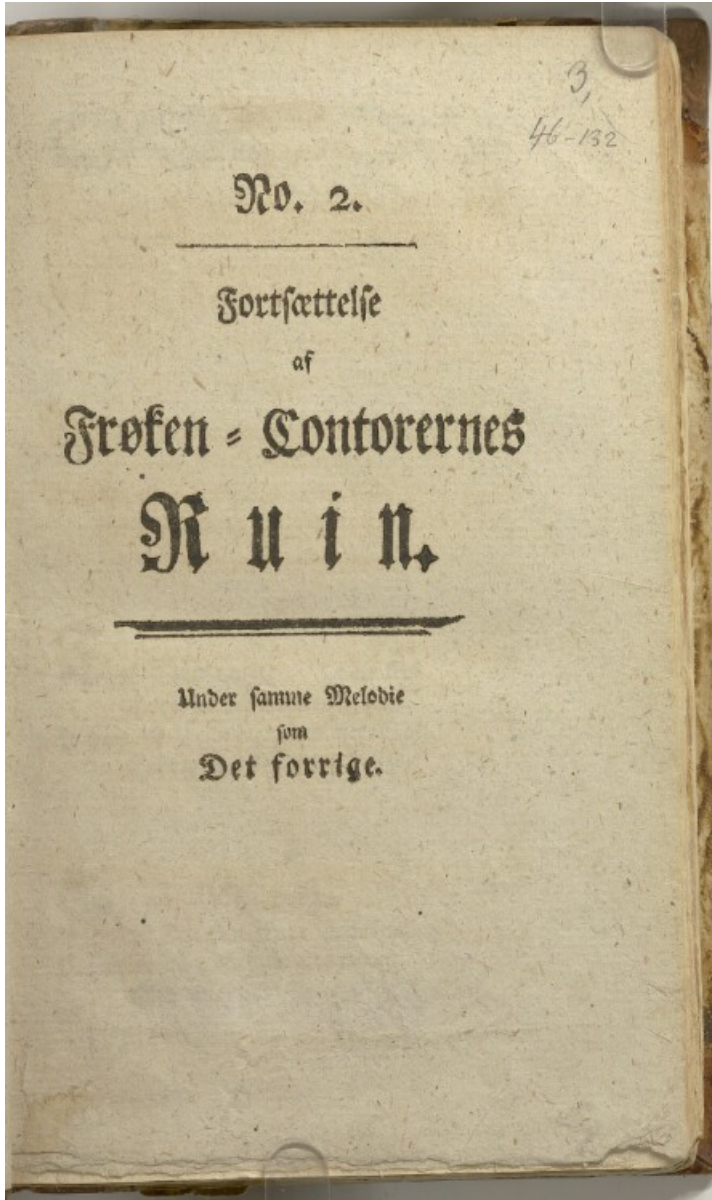 3,
46-132
No. 2.
Fortsættelse
af
Frøken-Contorernes
Ruin.
Under samme Melodie
som
Det forrige.